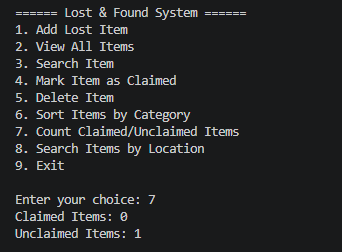 ====== Lost & Found System ======
1. Add Lost Item
2. View All Items
3. Search Item
4. Mark Item as Claimed
5. Delete Item
6. Sort Items by Category
7. Count Claimed/Unclaimed Items
8. Search Items by Location
9. Exit
Enter your choice: 7
Claimed Items: 0
Unclaimed Items: 1